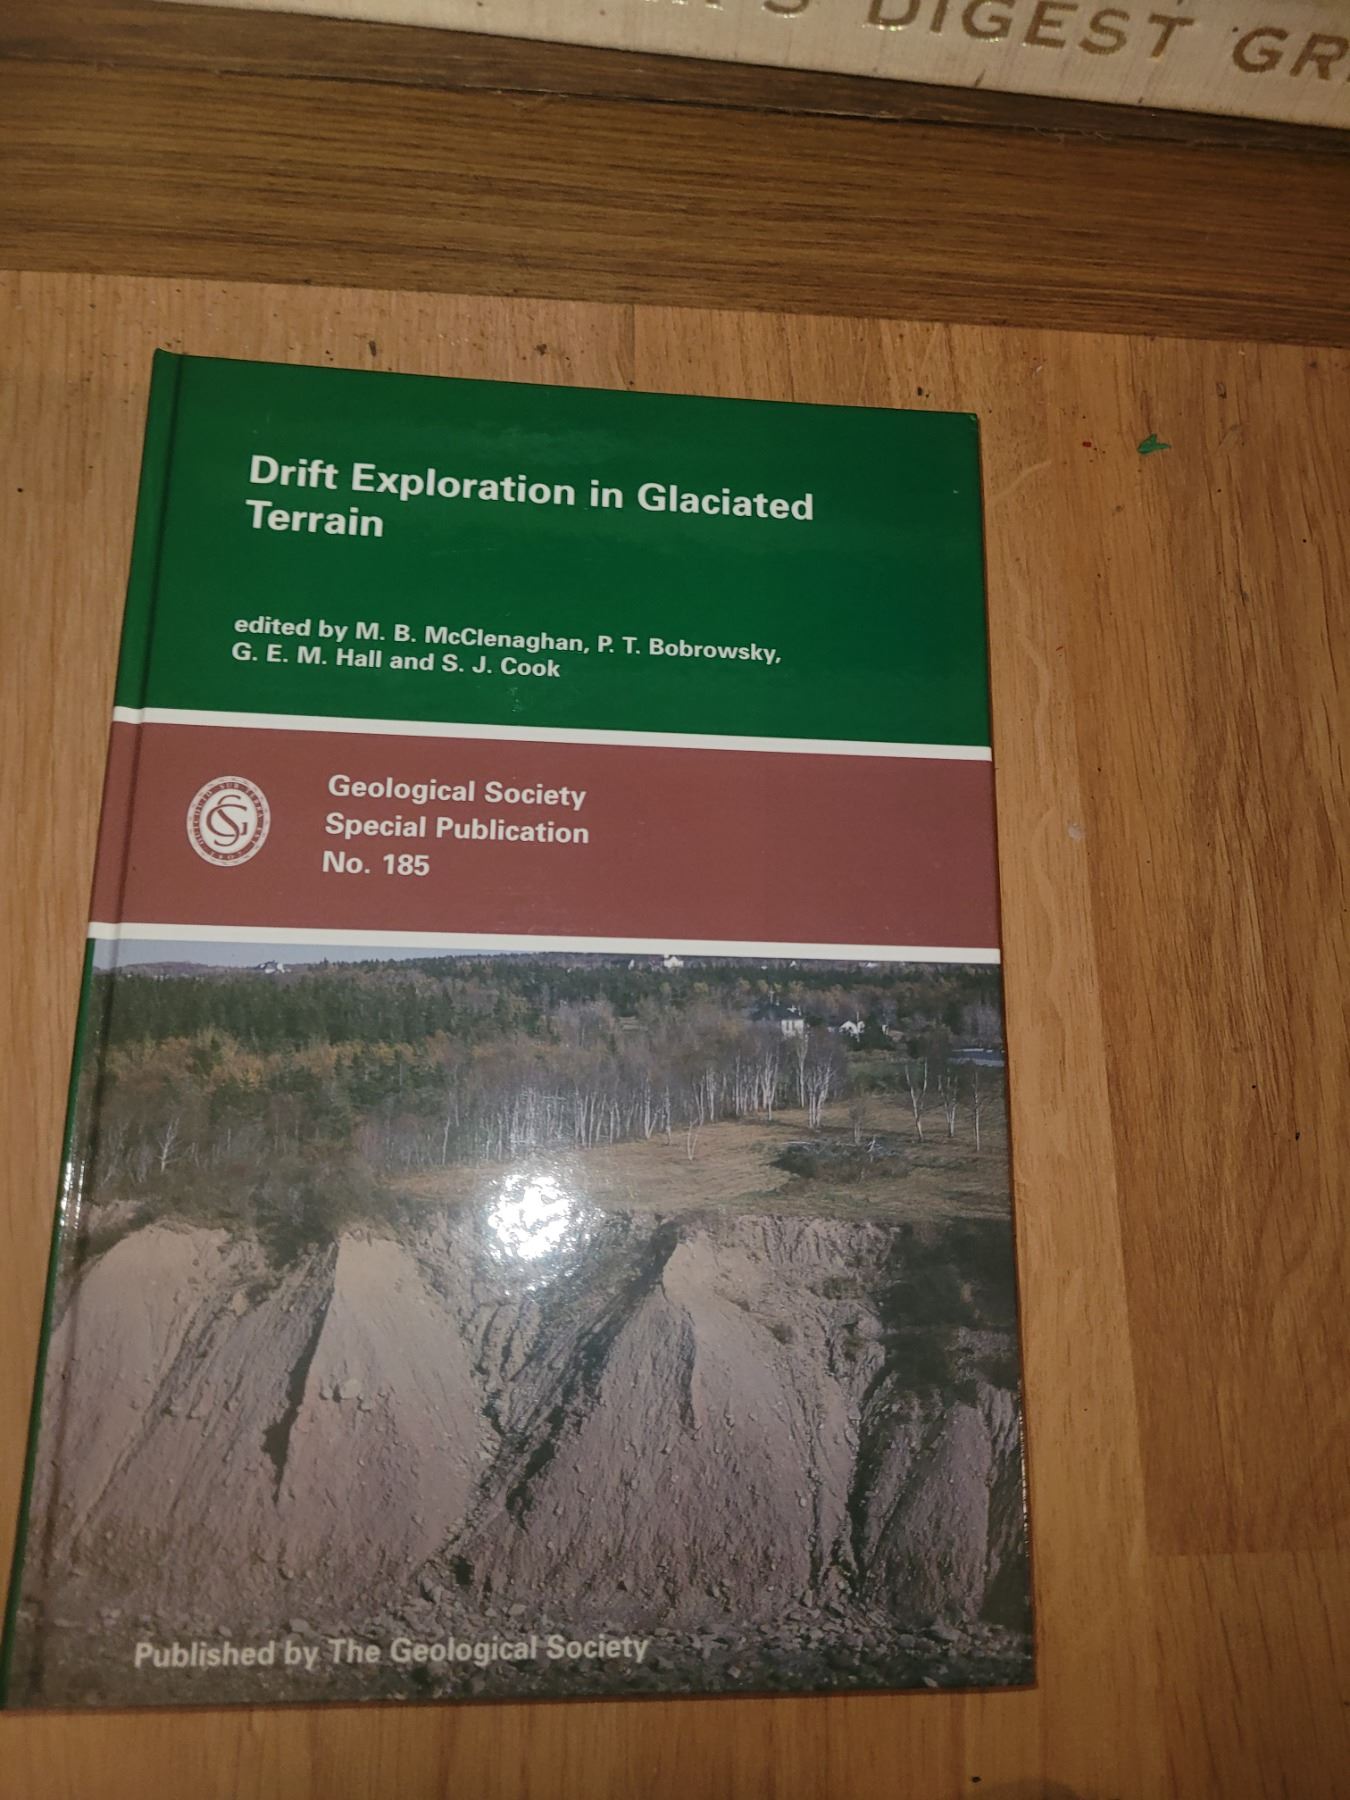 DIGEST
Drift Exploration in Glaciated
Terrain
edited by M. B. McClenaghan, P. T. Bobrowsky,
G. E. M. Hall and S. J. Cook
Geological Society
Special Publication
No. 185
Published by The Geological Society